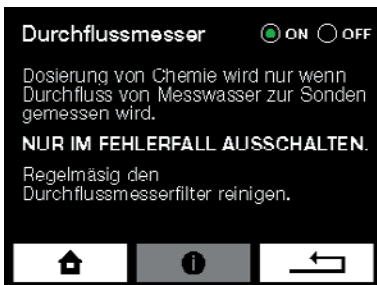 Durchflussmesser ON OFF
Dosierung von Chemie wird nur wenn
Durchfluss von Messwasser zur Sonden
gemessen wird.
NUR IM FEHLERFALL AUSSCHALTEN.
Regelmäsig den
Durchflussmesserfilter reinigen.